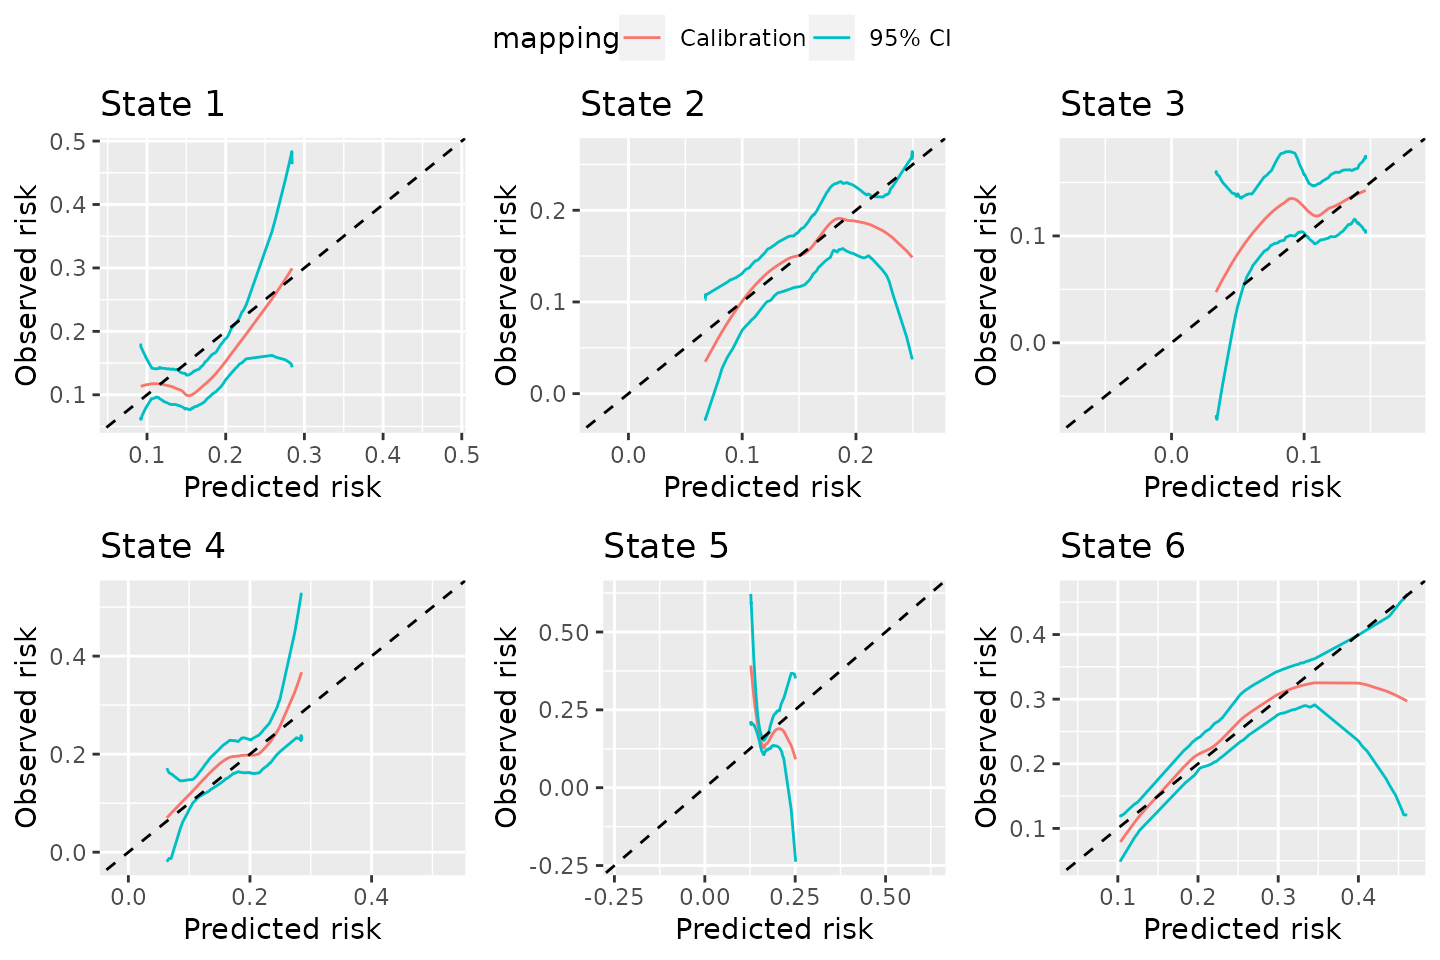 mapping Calibration 95% CI
State 1 State 2 State 3
Observed risk
0.5
0.4
0.3
0.2
0.1
0.1 0.2 0.3 0.4 0.5
Predicted risk
Observed risk
0.2
0.1
0.0
0.0 0.1 0.2
Predicted risk
Observed risk
0.1
0.0
0.0 0.1
Predicted risk
State 4 State 5 State 6
Observed risk
0.4
0.2
0.0
0.0 0.2 0.4
Predicted risk
Observed risk
0.50
0.25
0.00
-0.25
-0.25 0.00 0.25 0.50
Predicted risk
Observed risk
0.4
0.3
0.2
0.1
0.1 0.2 0.3 0.4
Predicted risk